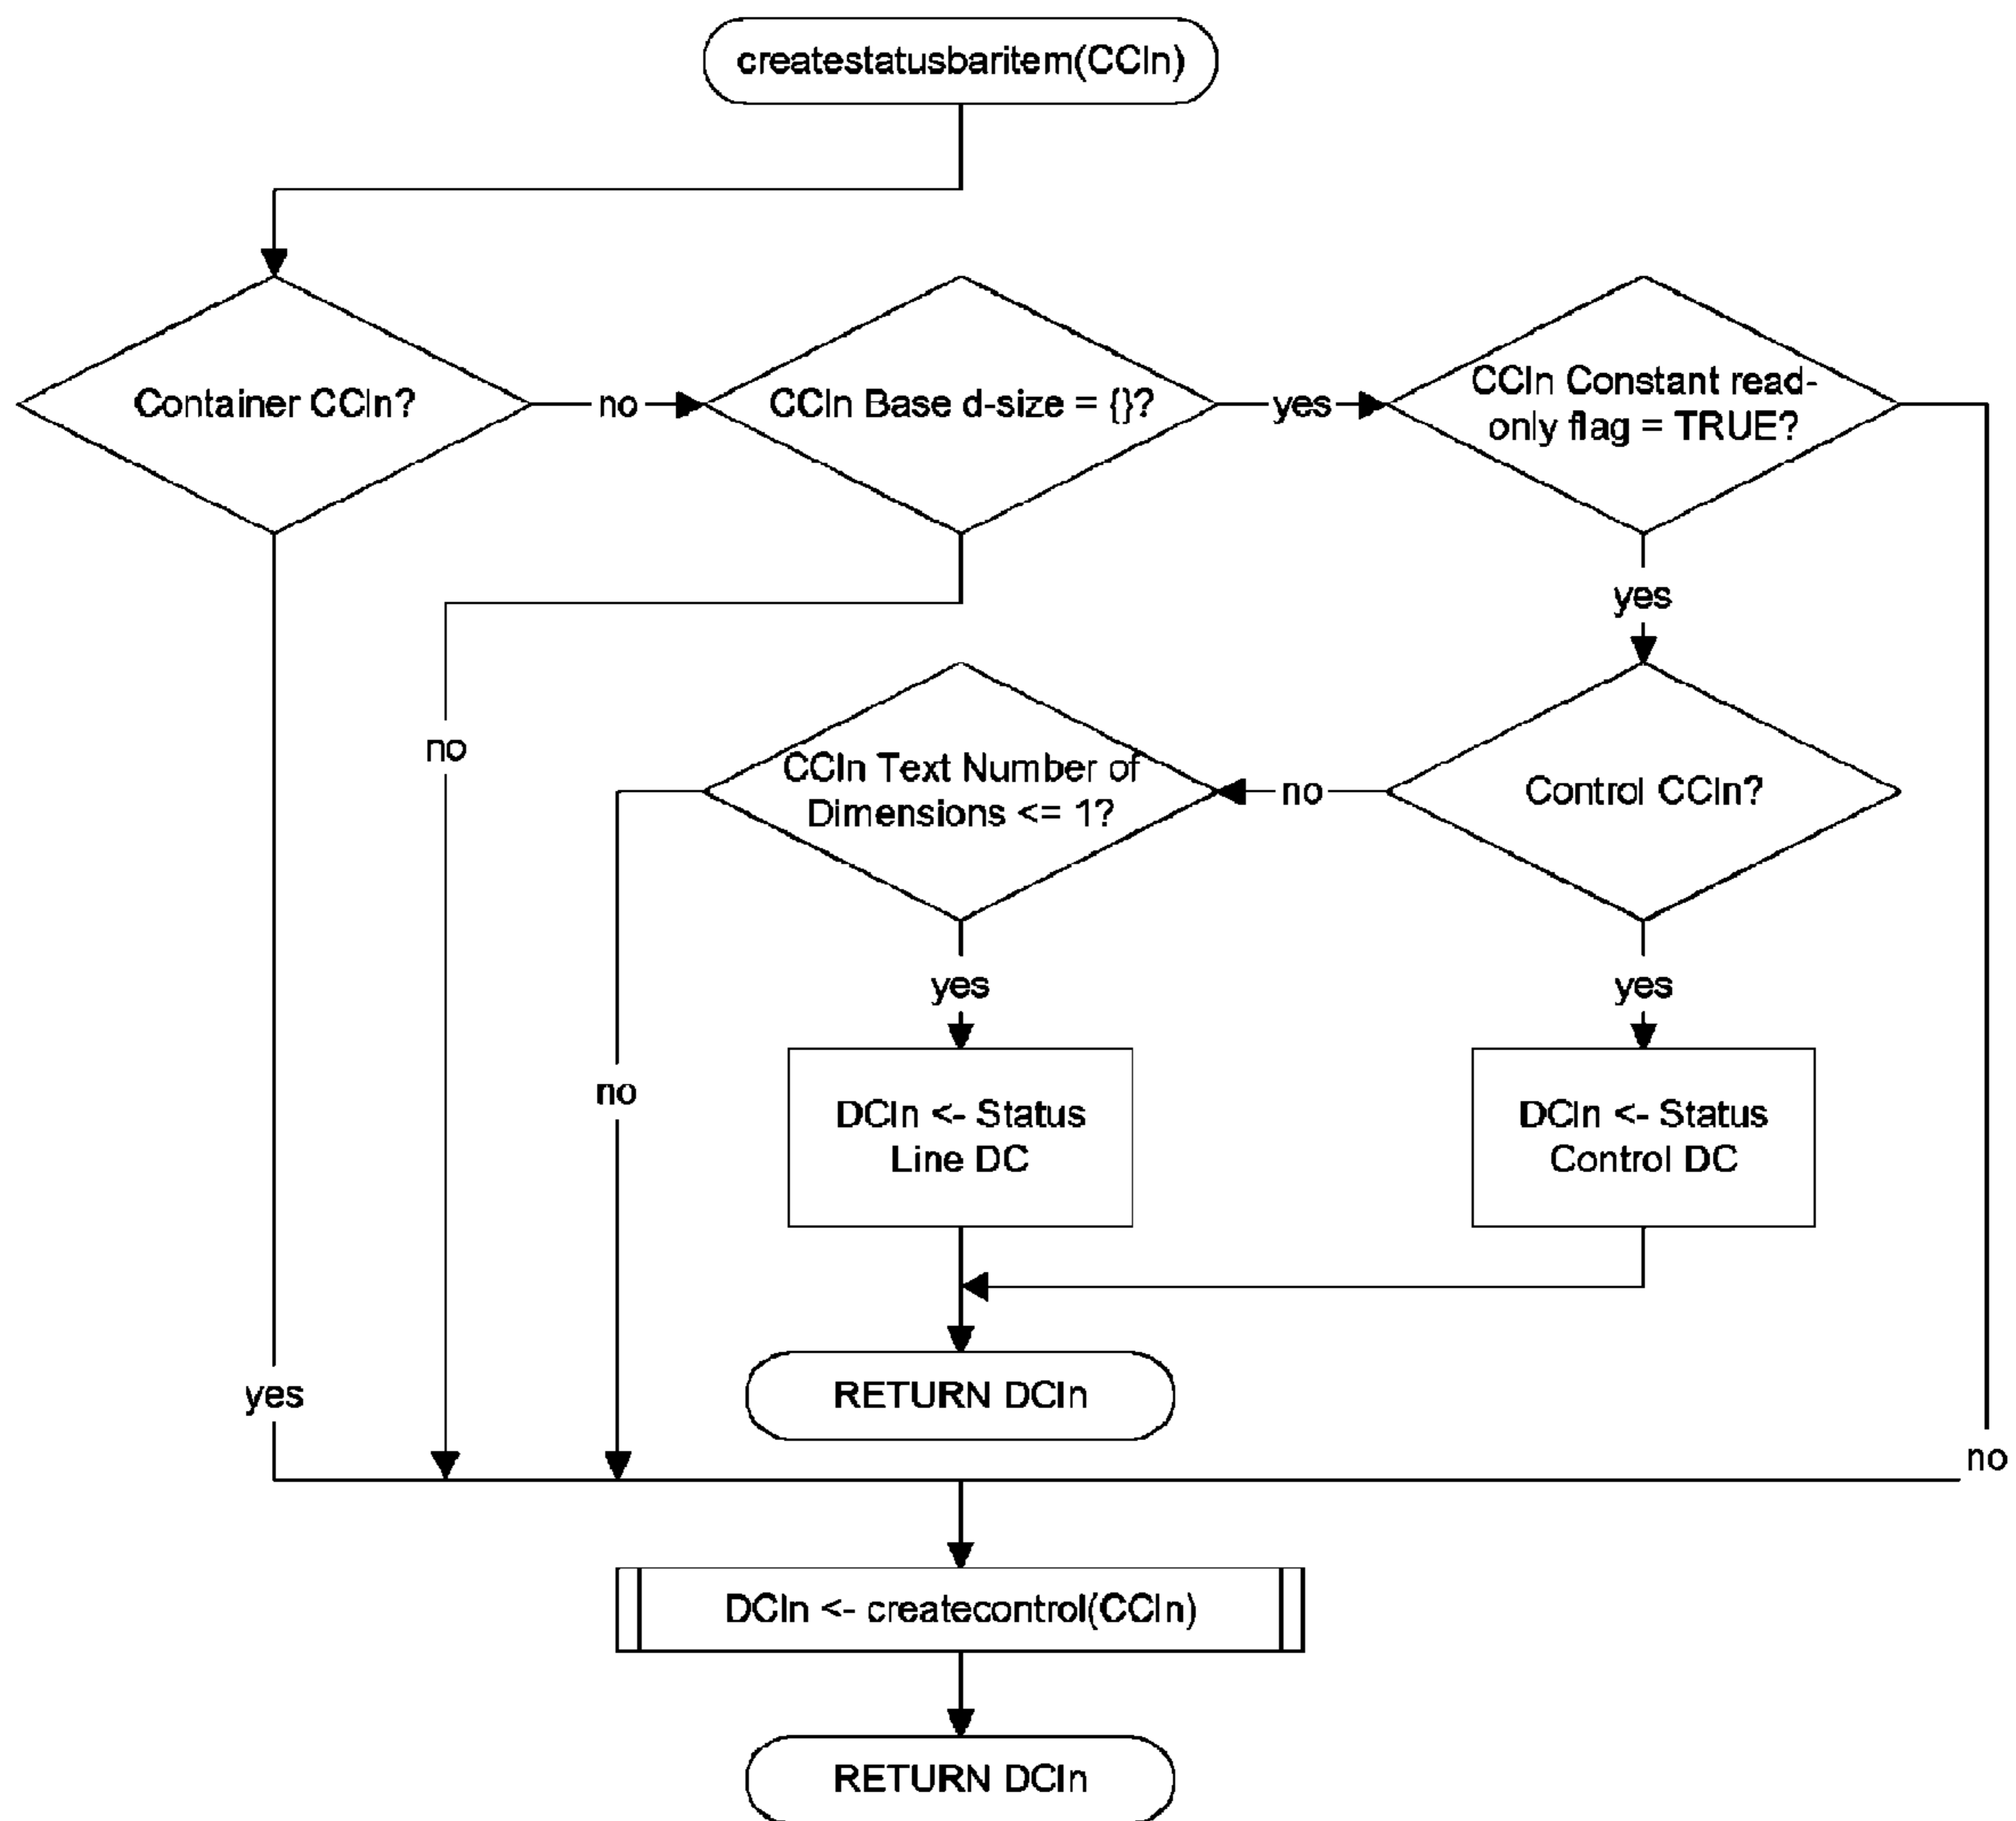 createstatusbaritem(CCIn)
Container CCIn?
no
CCIn Base d-size = {}?
yes
CCIn Constant read-
only flag = TRUE?
yes
no
CCIn Text Number of
Dimensions <= 1?
no
Control CCIn?
yes
yes
no
DCIn <- Status
Line DC
DCIn <- Status
Control DC
yes
RETURN DCIn
no
DCIn <- createcontrol(CCIn)
RETURN DCIn